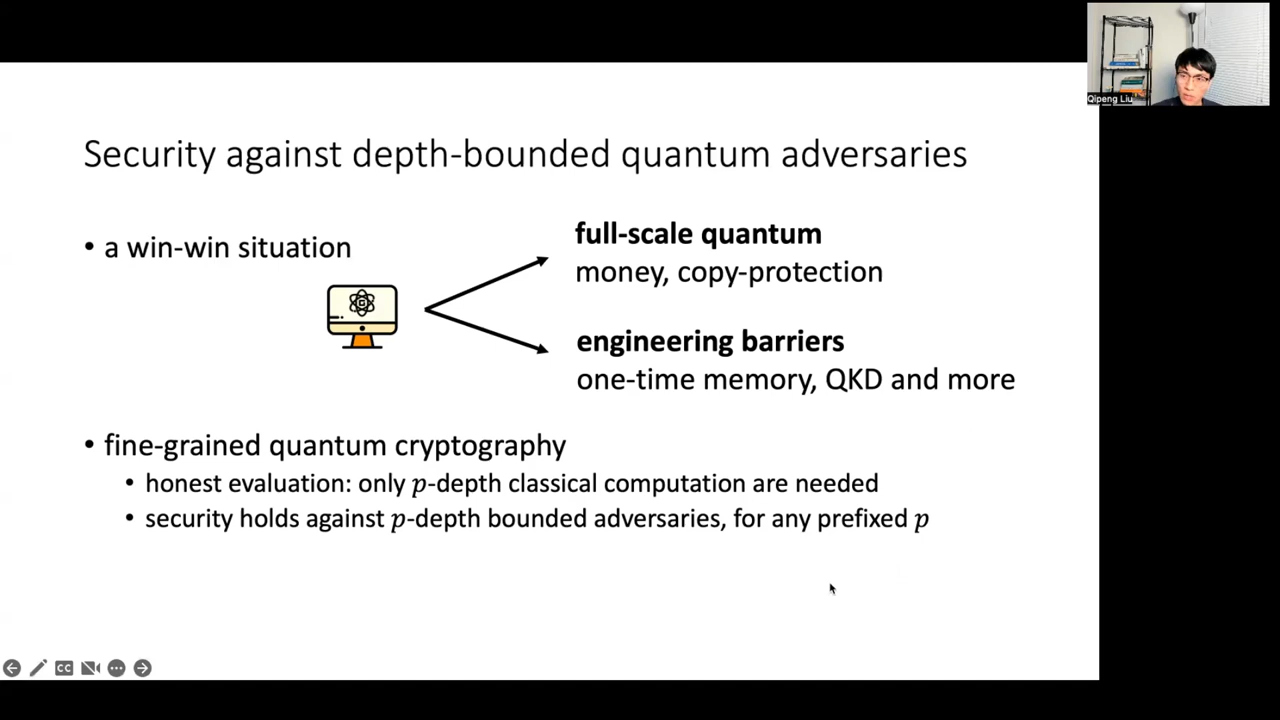 Qipeng Liu
Security against depth-bounded quantum adversaries
• a win-win situation
full-scale quantum
money, copy-protection
engineering barriers
one-time memory, QKD and more
• fine-grained quantum cryptography
• honest evaluation: only p-depth classical computation are needed
• security holds against p-depth bounded adversaries, for any prefixed p
CC